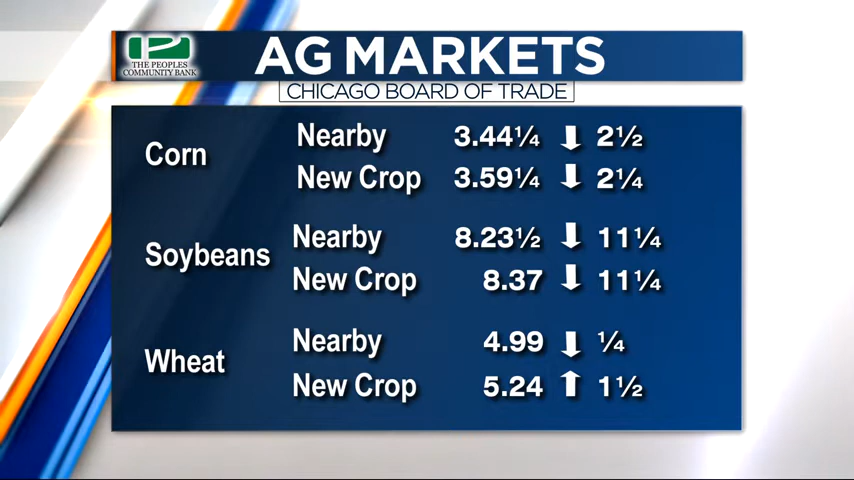 THE PEOPLES
COMMUNITY BANK
AG MARKETS
CHICAGO BOARD OF TRADE
Corn
Nearby 3.44¼ ⬇ 2½
New Crop 3.59¼ ⬇ 2¼
Soybeans
Nearby 8.23½ ⬇ 11¼
New Crop 8.37 ⬇ 11¼
Wheat
Nearby 4.99 ⬇ ¼
New Crop 5.24 ⬆ 1½